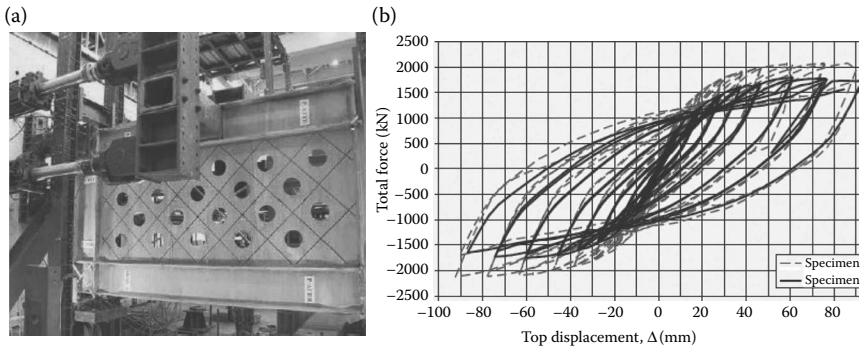 (a)
(b)
2500
2000
1500
1000
500
0
−500
−1000
−1500
−2000
−2500
Total force (kN)
−100 −80 −60 −40 −20 0 20 40 60 80
Top displacement, Δ(mm)
Specimen
Specimen